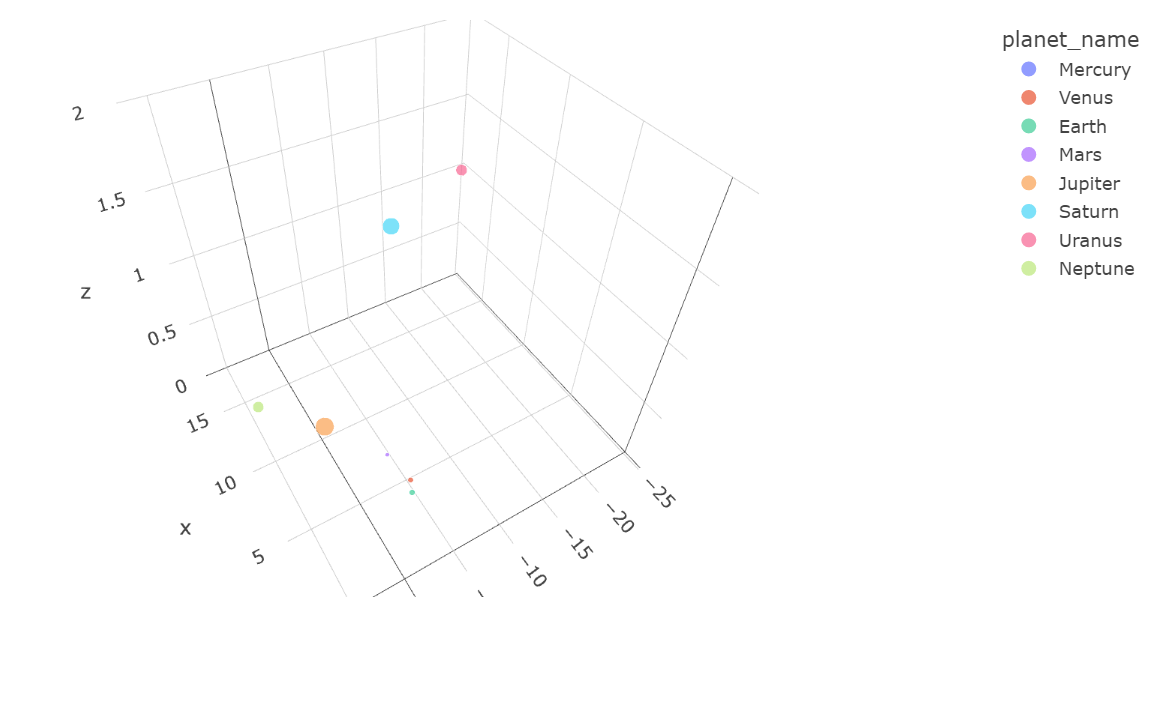 planet_name
Mercury
Venus
Earth
Mars
Jupiter
Saturn
Uranus
Neptune
2
1.5
1
0.5
0
z
15
10
5
x
−25
−20
−15
−10